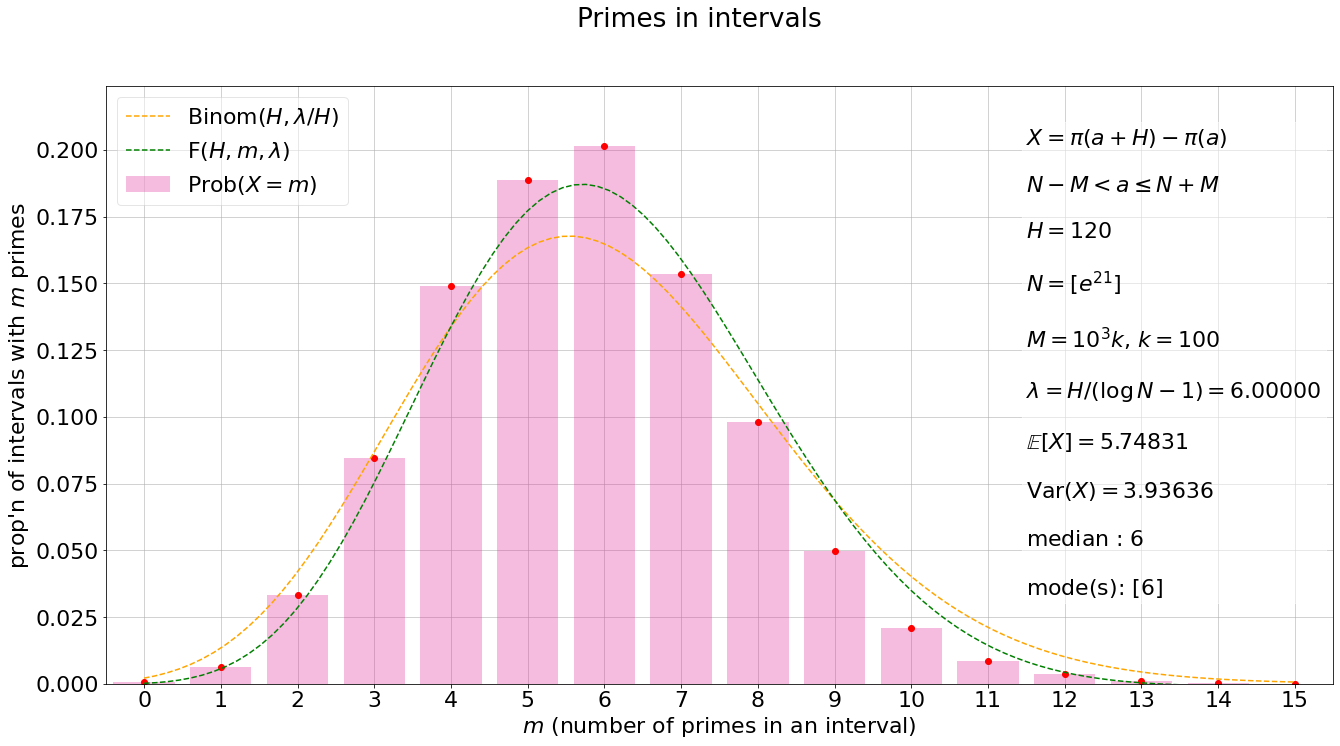 Primes in intervals
Binom(H, λ/H)
F(H, m, λ)
Prob(X = m)
X = π(a + H) − π(a)
N − M < a ≤ N + M
H = 120
N = [e^{21}]
M = 10^3k, k = 100
λ = H/(log N − 1) = 6.00000
𝔼[X] = 5.74831
Var(X) = 3.93636
median : 6
mode(s): [6]
prop'n of intervals with m primes
0.200
0.175
0.150
0.125
0.100
0.075
0.050
0.025
0.000
0 1 2 3 4 5 6 7 8 9 10 11 12 13 14 15
m (number of primes in an interval)